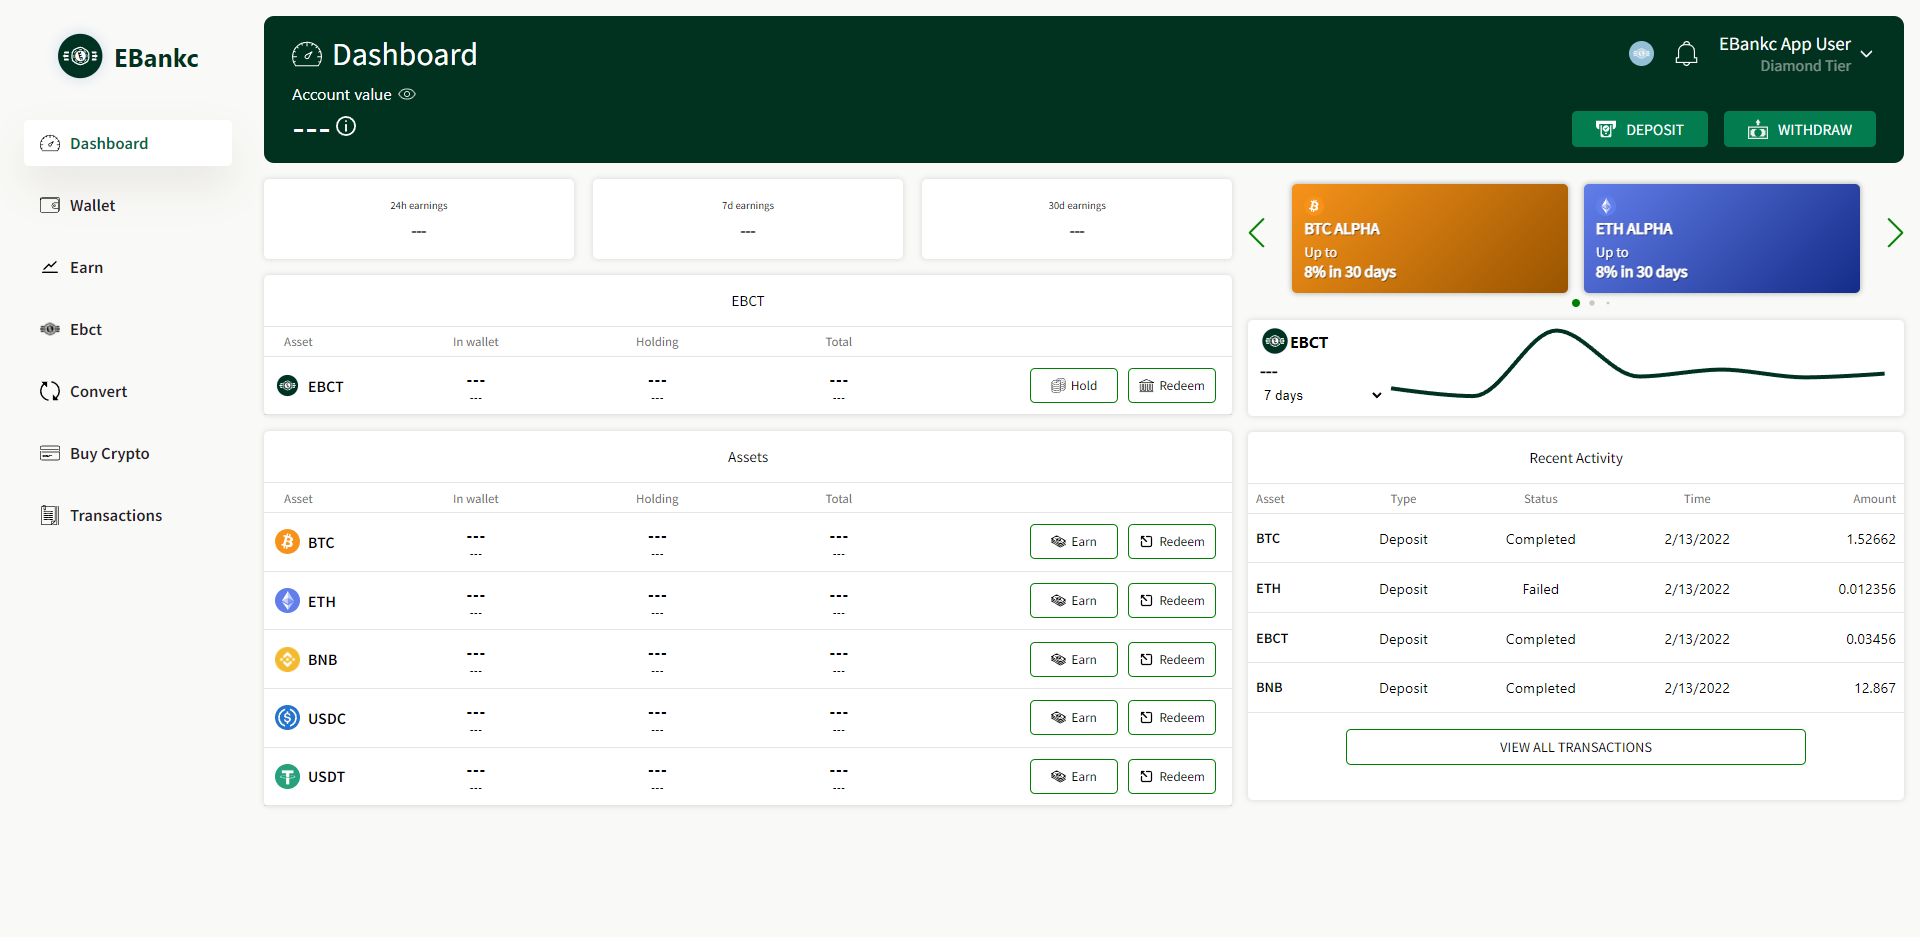 EBankc
Dashboard
Wallet
Earn
Ebct
Convert
Buy Crypto
Transactions
Dashboard
Account value
---
EBankc App User
Diamond Tier
DEPOSIT
WITHDRAW
24h earnings
---
7d earnings
---
30d earnings
---
BTC ALPHA
Up to
8% in 30 days
ETH ALPHA
Up to
8% in 30 days
EBCT
Asset In wallet Holding Total
EBCT --- --- --- Hold Redeem
--- --- ---
EBCT
---
7 days
Assets
Asset In wallet Holding Total
BTC --- --- --- Earn Redeem
--- --- ---
ETH --- --- --- Earn Redeem
--- --- ---
BNB --- --- --- Earn Redeem
--- --- ---
USDC --- --- --- Earn Redeem
--- --- ---
USDT --- --- --- Earn Redeem
--- --- ---
Recent Activity
Asset Type Status Time Amount
BTC Deposit Completed 2/13/2022 1.52662
ETH Deposit Failed 2/13/2022 0.012356
EBCT Deposit Completed 2/13/2022 0.03456
BNB Deposit Completed 2/13/2022 12.867
VIEW ALL TRANSACTIONS